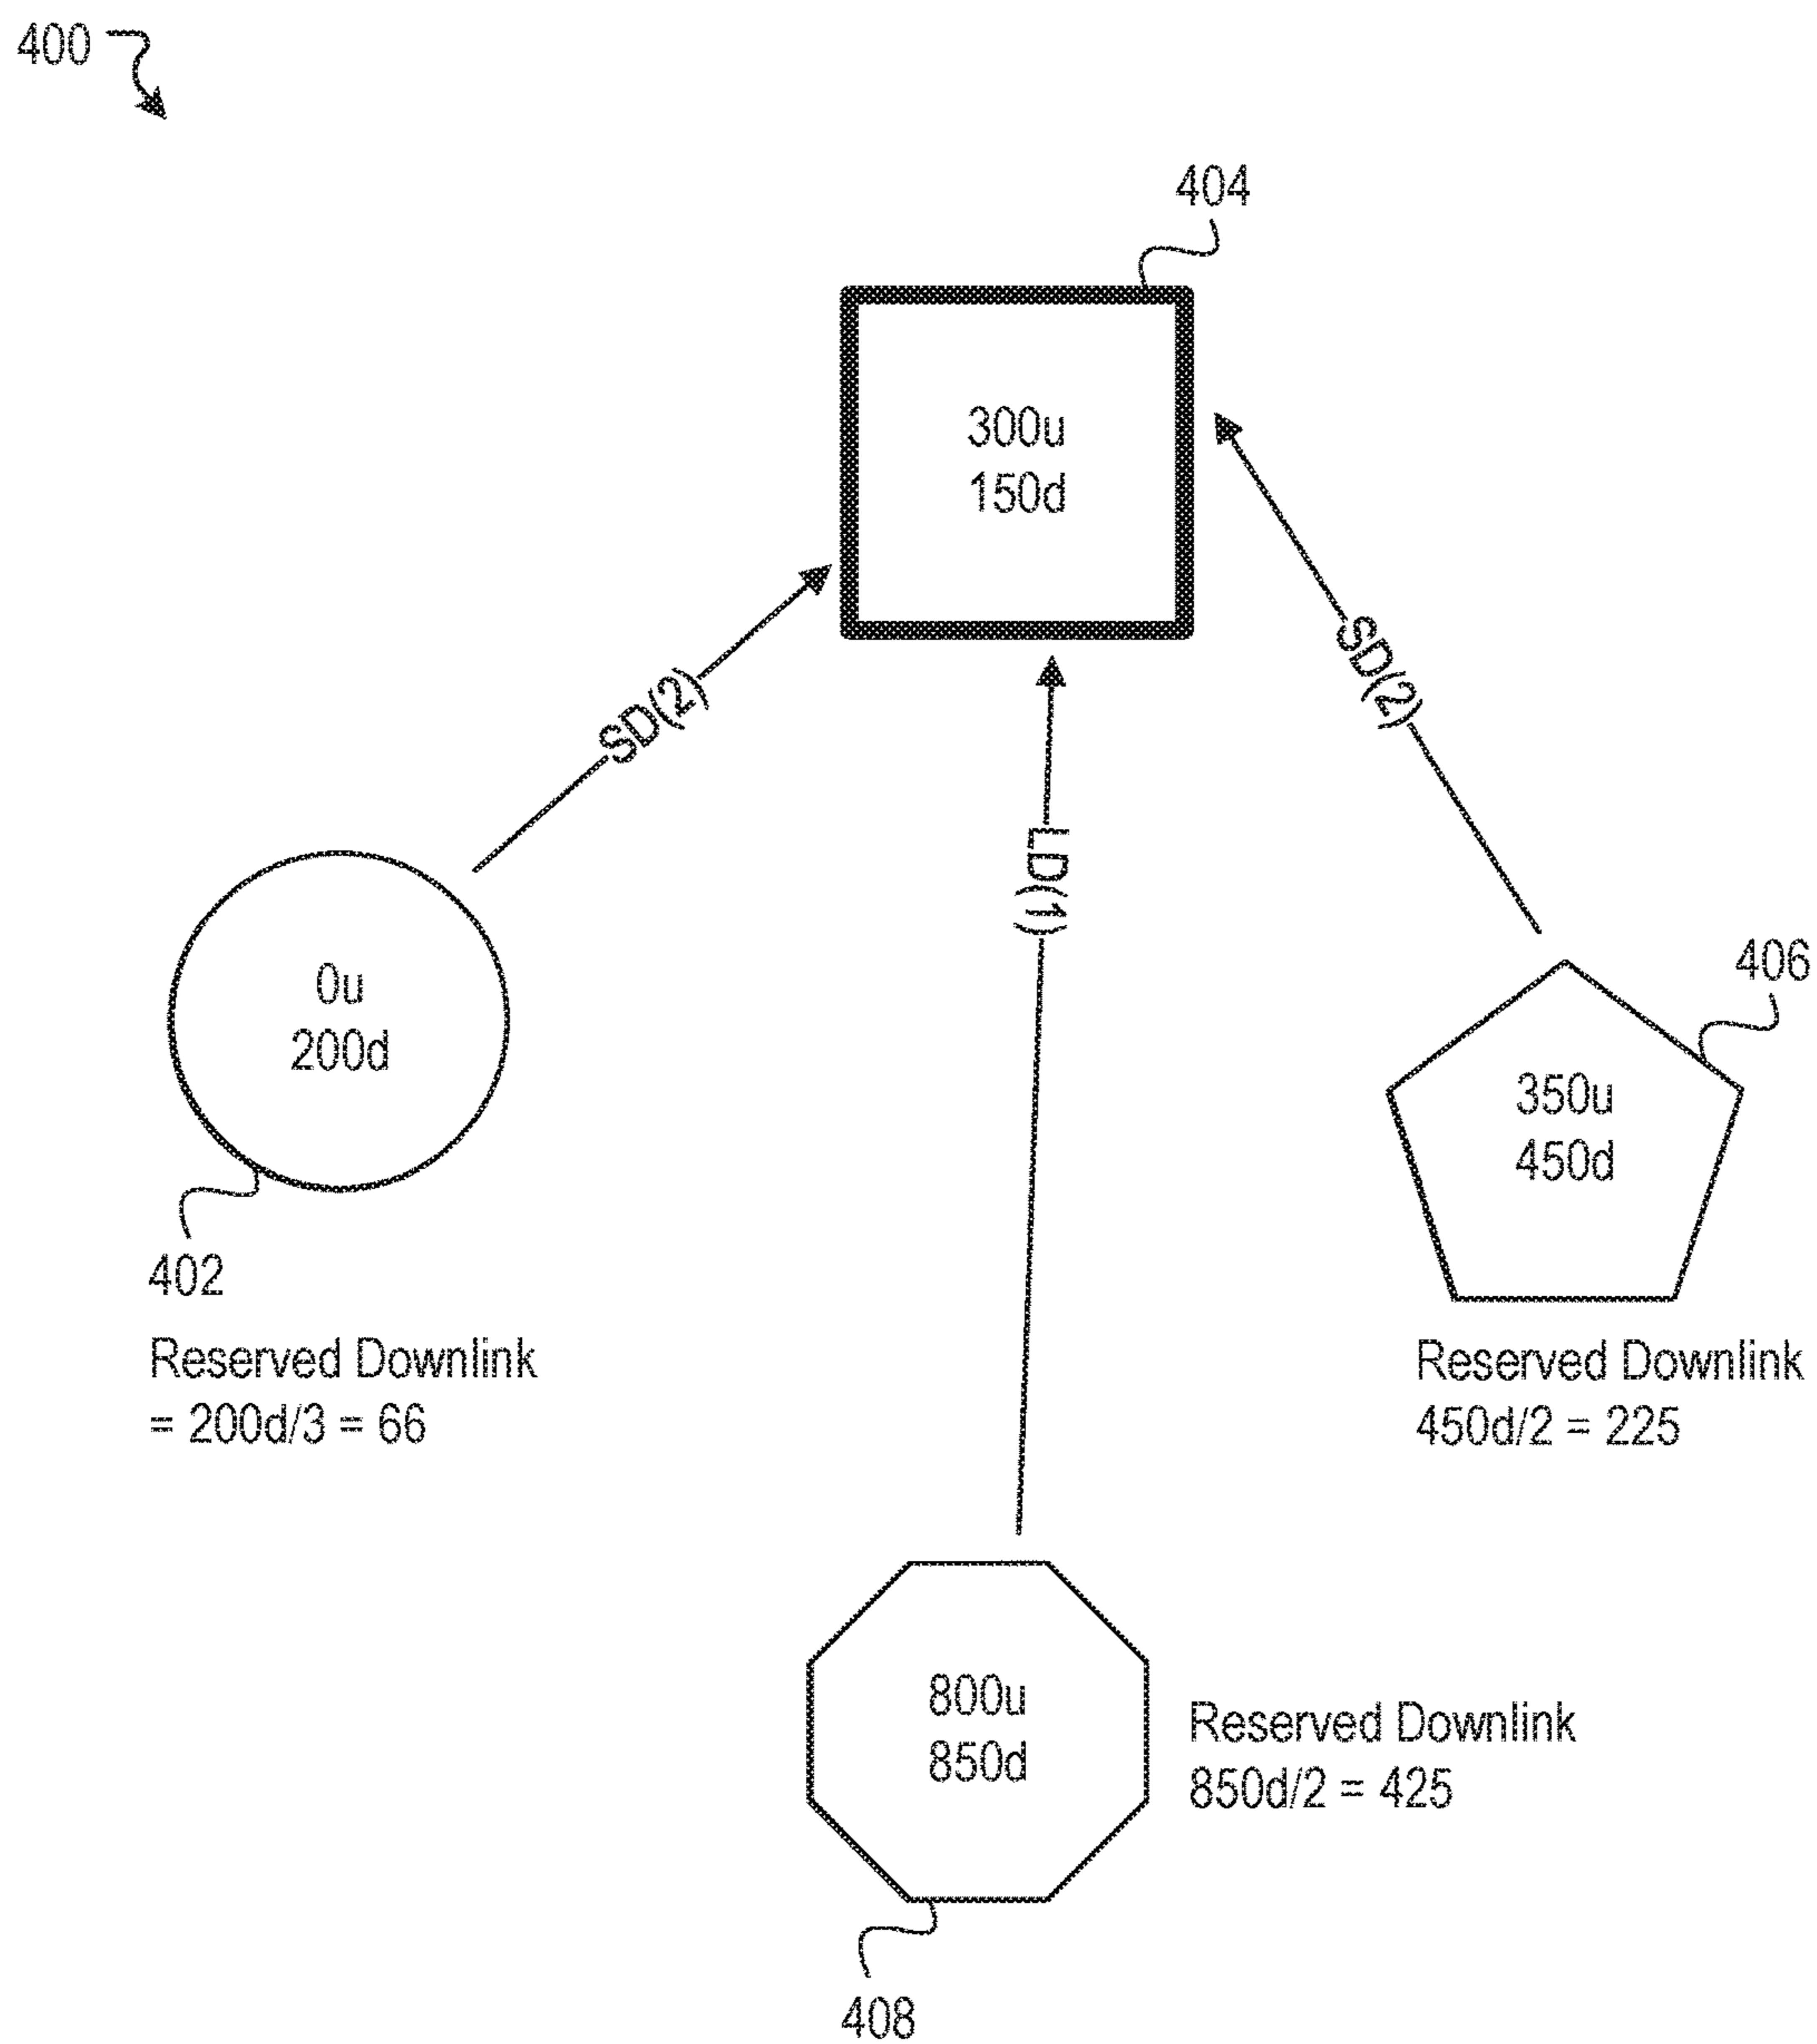 400
404
300u
150d
SD(2)
SD(2)
LD(1)
0u
200d
406
350u
450d
402
Reserved Downlink
= 200d/3 = 66
Reserved Downlink
450d/2 = 225
800u
850d
Reserved Downlink
850d/2 = 425
408